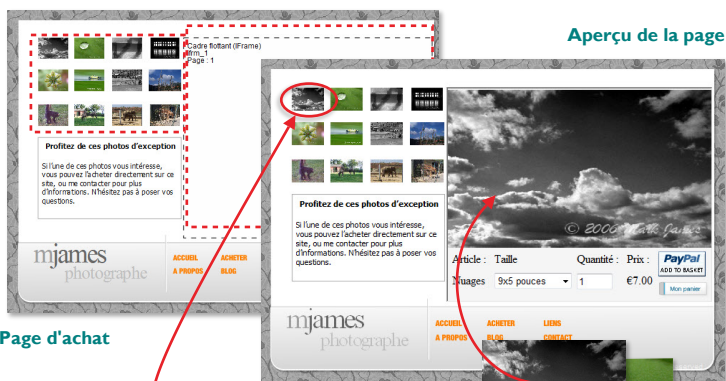 Aperçu de la page
Cadre flottant (IFrame)
ifrm_1
Page : 1
Profitez de ces photos d'exception
Si l'une de ces photos vous intéresse,
vous pouvez l'acheter directement sur ce
site, ou me contacter pour plus
d'informations. N'hésitez pas à poser vos
questions.
mjames
photographe
ACCUEIL ACHETER
A PROPOS BLOG
Page d'achat
© 2006 Mark James
Profitez de ces photos d'exception
Si l'une de ces photos vous intéresse,
vous pouvez l'acheter directement sur ce
site, ou me contacter pour plus
d'informations. N'hésitez pas à poser vos
questions.
Article : Taille Quantité : Prix :
Nuages 9x5 pouces 1 €7.00
PayPal
ADD TO BASKET
Mon panier
mjames
photographe
ACCUEIL ACHETER LIENS
A PROPOS BLOG CONTACT